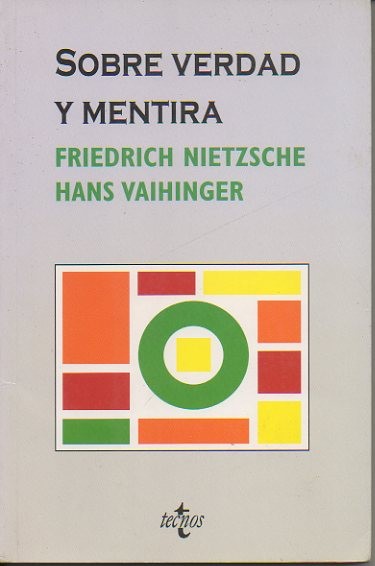 SOBRE VERDAD
Y MENTIRA
FRIEDRICH NIETZSCHE
HANS VAIHINGER
tecnos